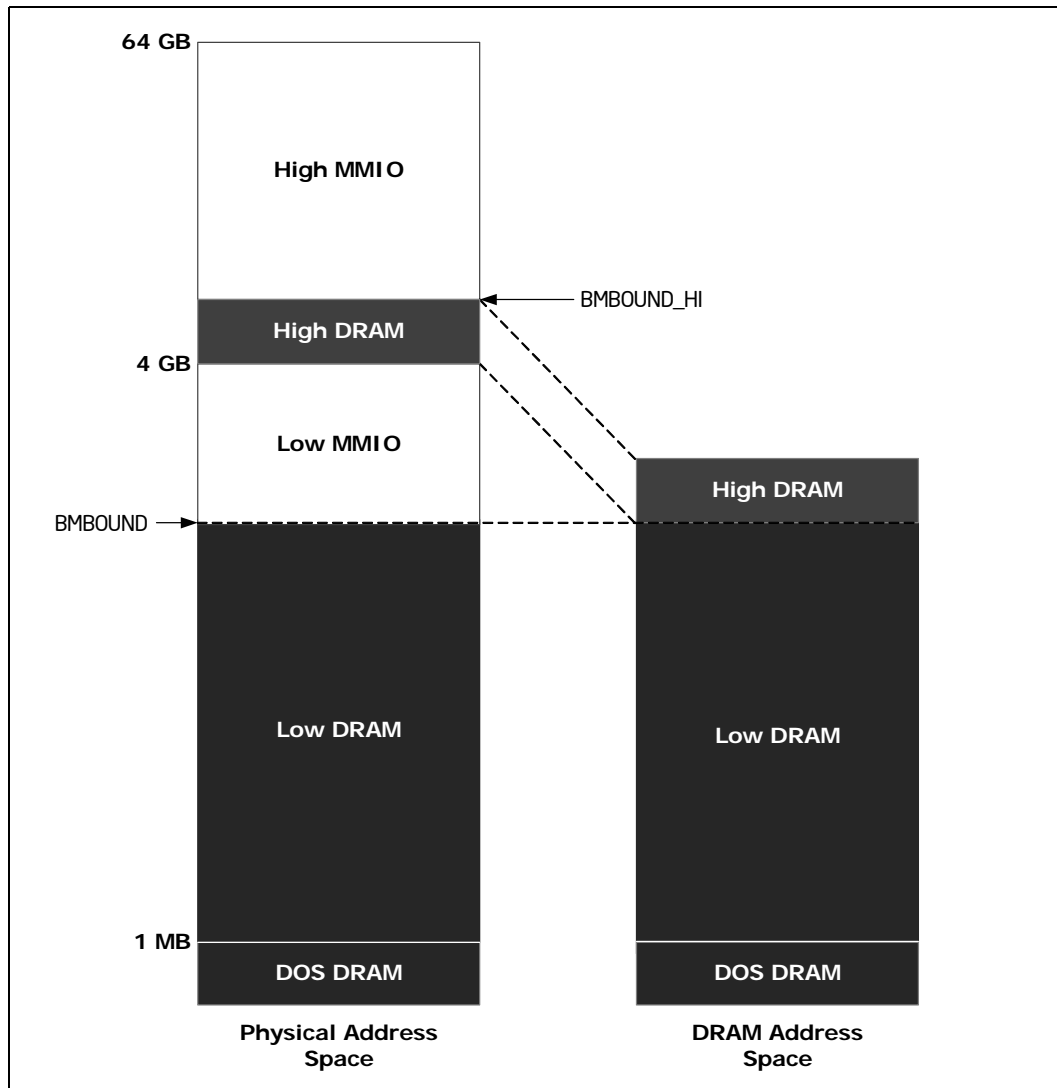 64 GB
High MMIO
BMBOUND_HI
High DRAM
4 GB
Low MMIO
High DRAM
BMBOUND
Low DRAM
Low DRAM
1 MB
DOS DRAM
DOS DRAM
Physical Address
Space
DRAM Address
Space